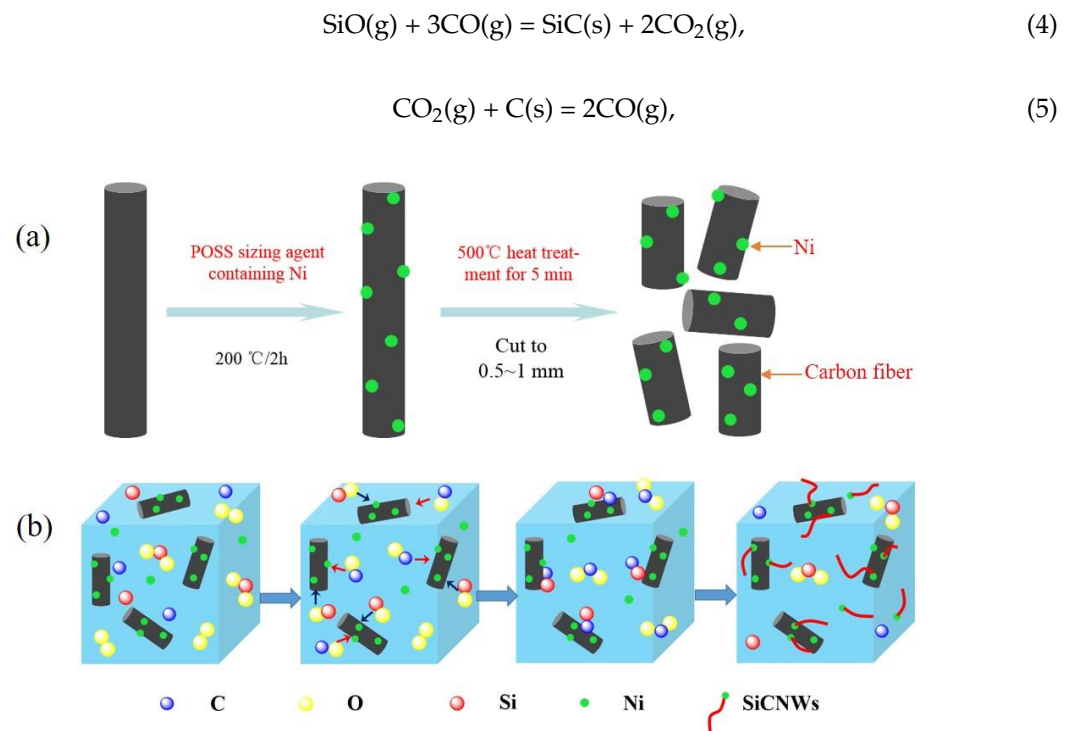 SiO(g) + 3CO(g) = SiC(s) + 2CO₂(g), (4)
CO₂(g) + C(s) = 2CO(g), (5)
(a)
POSS sizing agent
containing Ni
200 ℃/2h
500℃ heat treat-
ment for 5 min
Cut to
0.5~1 mm
Ni
Carbon fiber
(b)
C O Si Ni SiCNWs